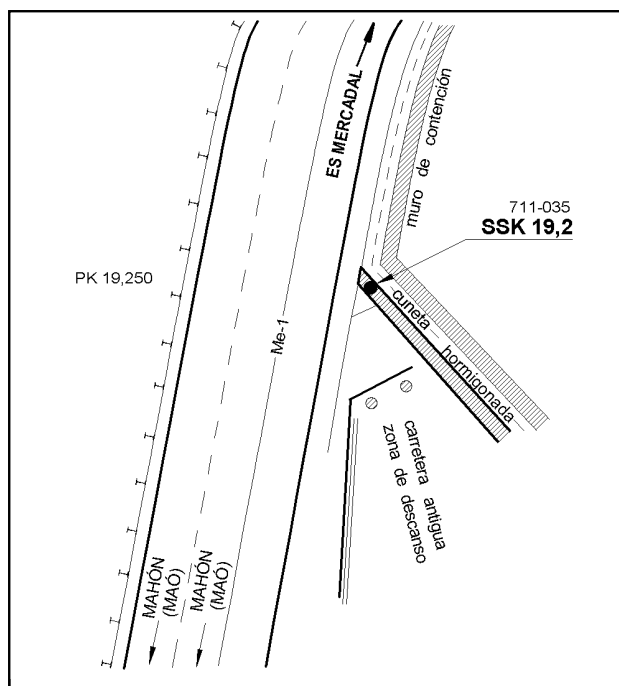 ES MERCADAL
muro de contención
711-035
SSK 19,2
PK 19,250
cuneta hormigonada
Me-1
carretera antigua
zona de descanso
MAHÓN
(MAÓ)
MAHÓN
(MAÓ)